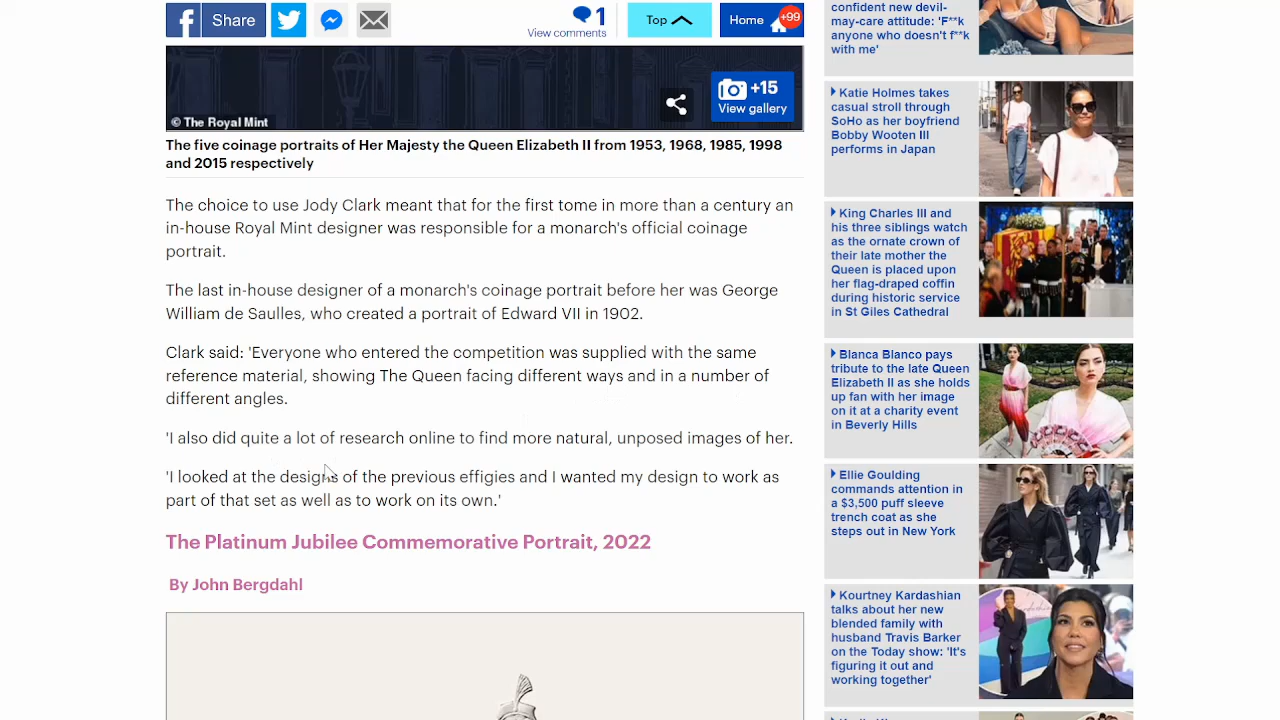 Share
1
View comments
Top
Home
+99
+15
View gallery
© The Royal Mint
The five coinage portraits of Her Majesty the Queen Elizabeth II from 1953, 1968, 1985, 1998
and 2015 respectively
The choice to use Jody Clark meant that for the first tome in more than a century an
in-house Royal Mint designer was responsible for a monarch's official coinage
portrait.
The last in-house designer of a monarch's coinage portrait before her was George
William de Saulles, who created a portrait of Edward VII in 1902.
Clark said: 'Everyone who entered the competition was supplied with the same
reference material, showing The Queen facing different ways and in a number of
different angles.
'I also did quite a lot of research online to find more natural, unposed images of her.
'I looked at the designs of the previous effigies and I wanted my design to work as
part of that set as well as to work on its own.'
The Platinum Jubilee Commemorative Portrait, 2022
By John Bergdahl
confident new devil-
may-care attitude: 'F**k
anyone who doesn't f**k
with me'
Katie Holmes takes
casual stroll through
SoHo as her boyfriend
Bobby Wooten III
performs in Japan
King Charles III and
his three siblings watch
as the ornate crown of
their late mother the
Queen is placed upon
her flag-draped coffin
during historic service
in St Giles Cathedral
Blanca Blanco pays
tribute to the late Queen
Elizabeth II as she holds
up fan with her image
on it at a charity event
in Beverly Hills
Ellie Goulding
commands attention in
a $3,500 puff sleeve
trench coat as she
steps out in New York
Kourtney Kardashian
talks about her new
blended family with
husband Travis Barker
on the Today show: 'It's
figuring it out and
working together'